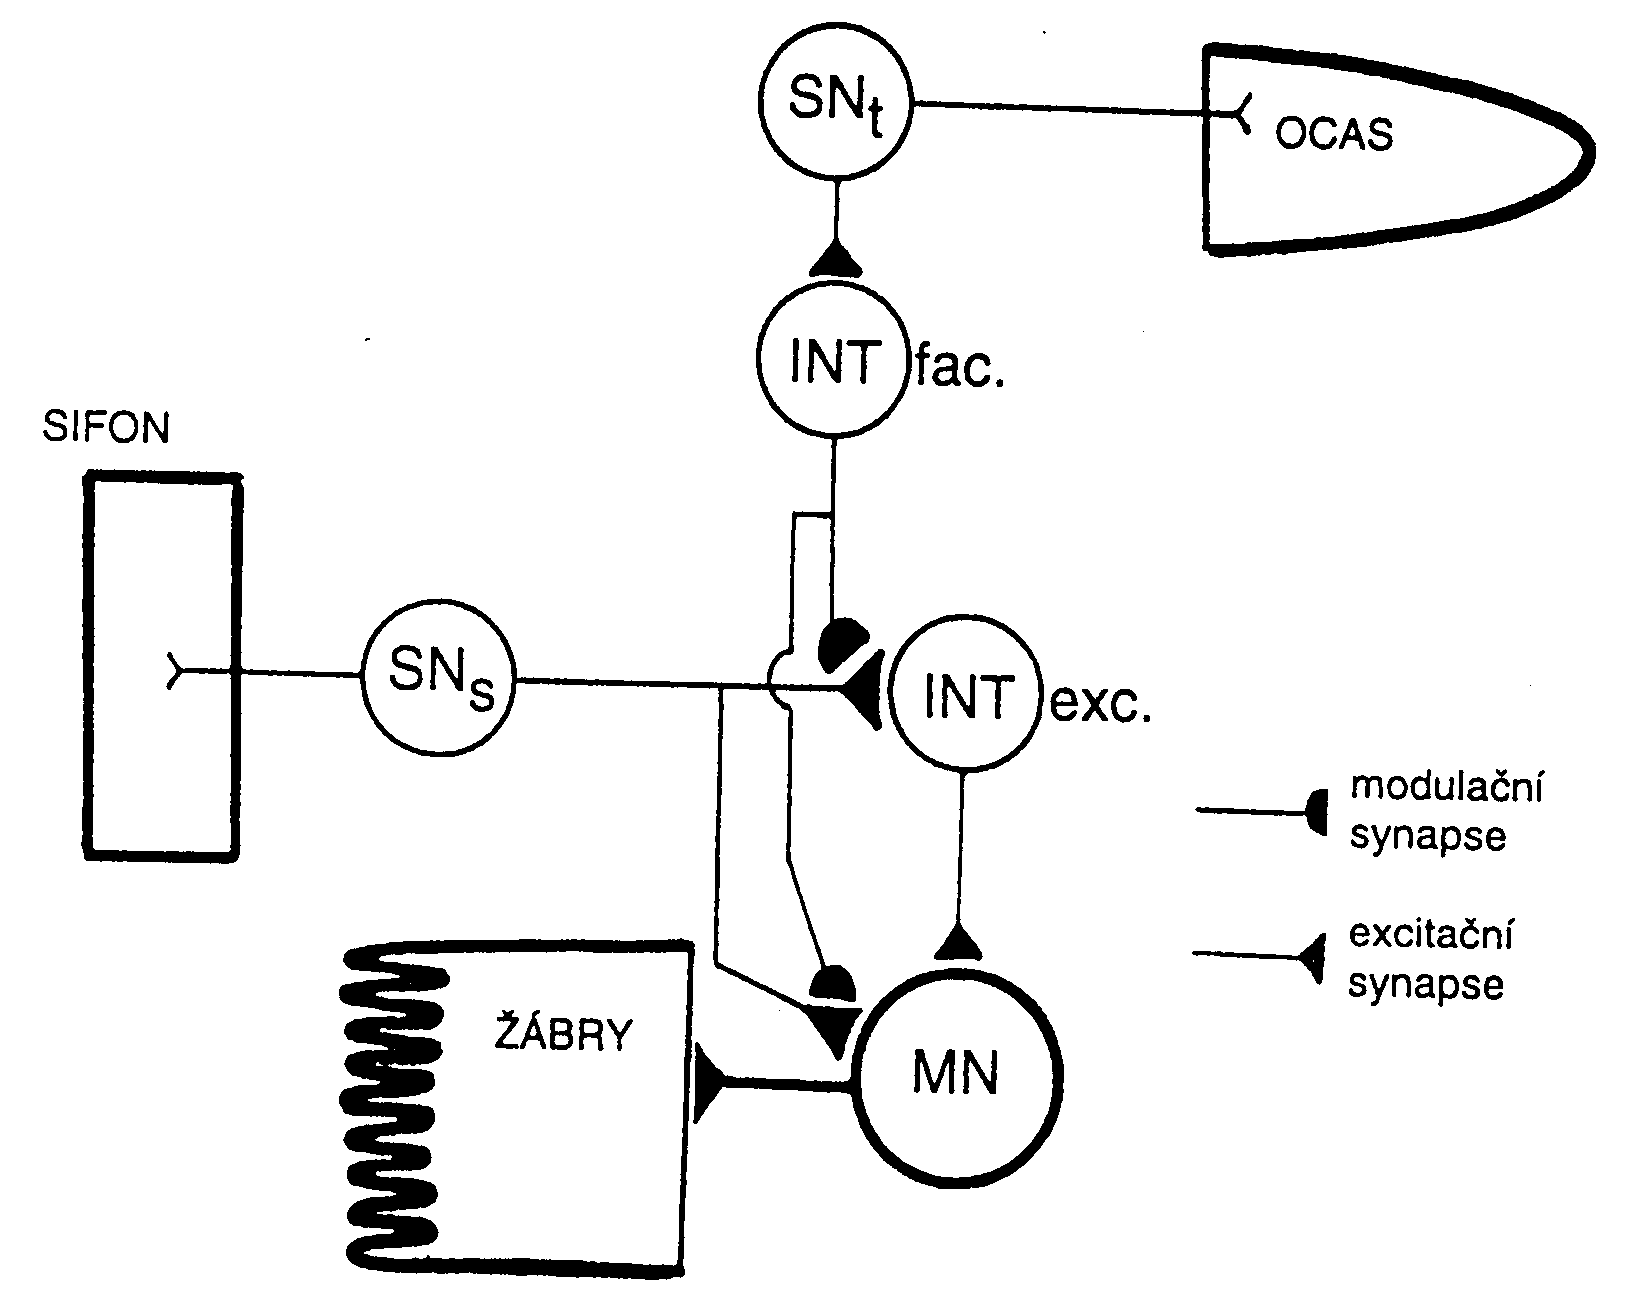 SNt
OCAS
INT fac.
SIFON
SNs
INT exc.
modulační
synapse
excitační
synapse
ŽÁBRY
MN